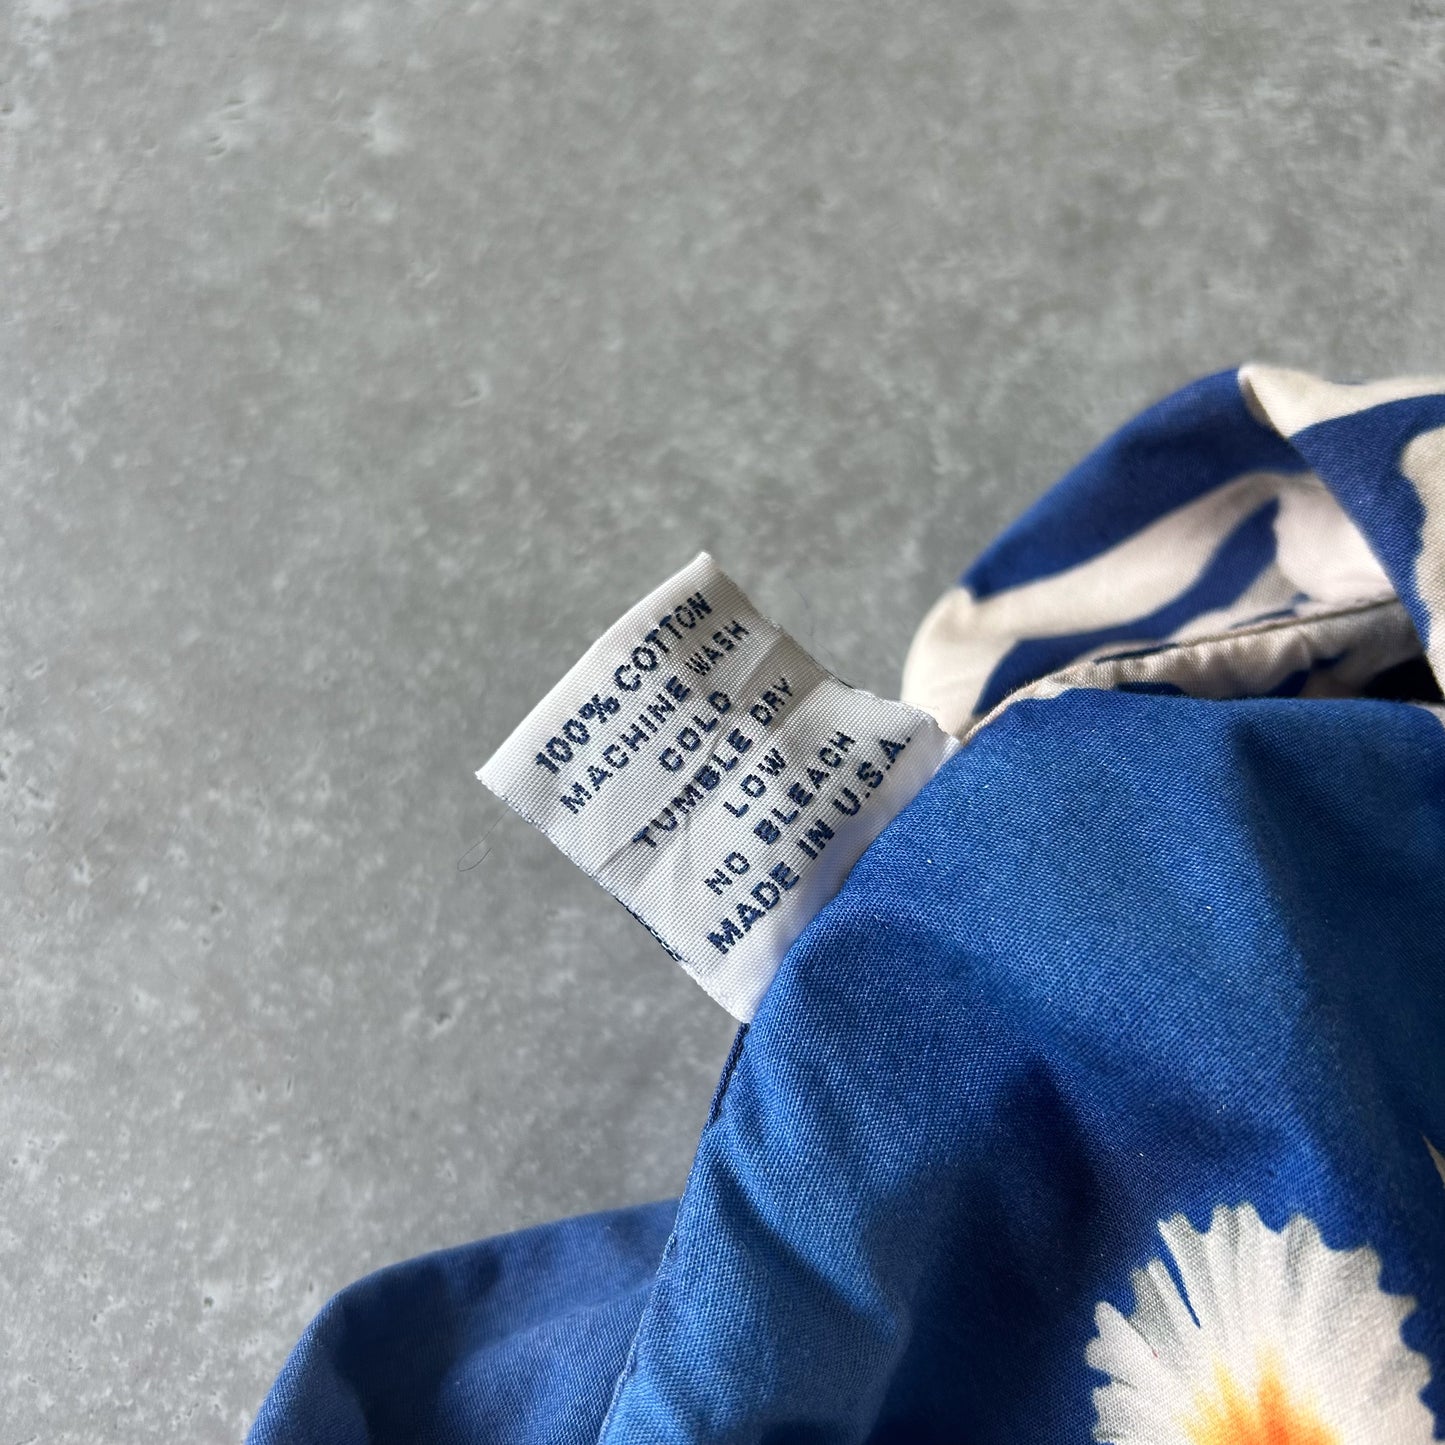 100% COTTON
MACHINE WASH
COLD
TUMBLE DRY
LOW
NO BLEACH
MADE IN U.S.A.